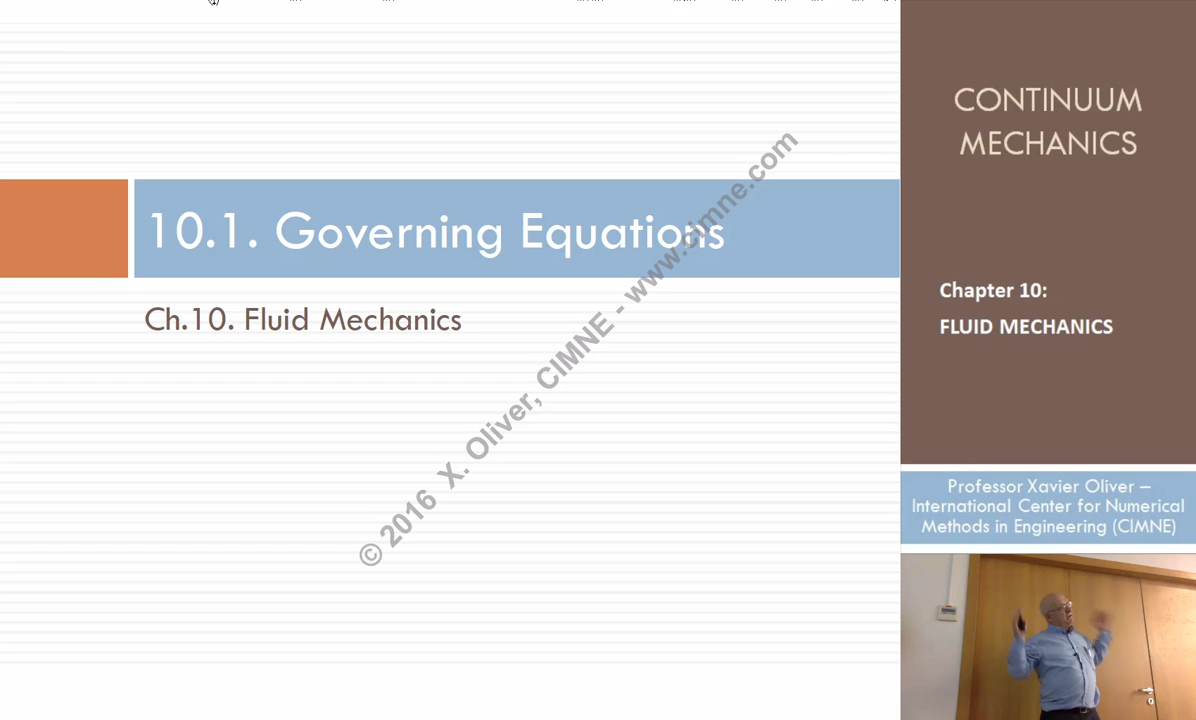 10.1. Governing Equations
Ch.10. Fluid Mechanics
© 2016 X. Oliver, CIMNE - www.cimne.com
CONTINUUM
MECHANICS
Chapter 10:
FLUID MECHANICS
Professor Xavier Oliver –
International Center for Numerical
Methods in Engineering (CIMNE)